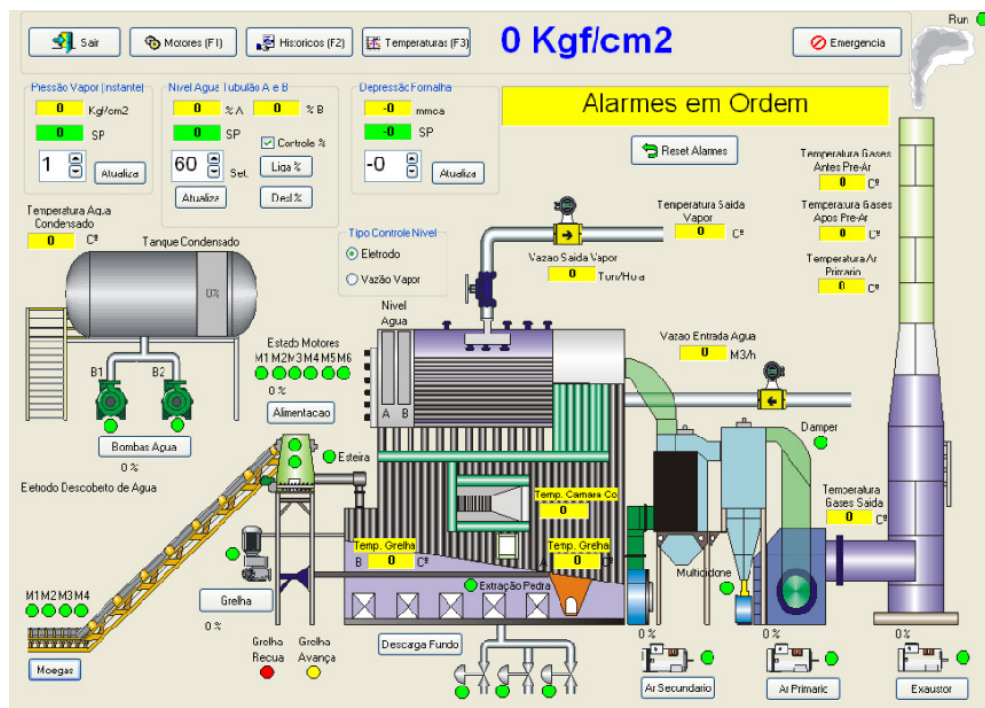 Run
Sair
Motores (F1)
Historicos (F2)
Temperaturas (F3)
0 Kgf/cm2
Emergencia
Pressão Vapor (Instante)
0 Kgf/cm2
0 SP
1
Atualiza
Nivel Agua Tubulão A e B
0 % A 0 % B
0 SP
Controle %
60 Set.
Liga %
Atualiza
Desl %
Depressão Fornalha
-0 mmca
-0 SP
-0
Atualiza
Alarmes em Ordem
Reset Alarmes
Temperatura Gases
Antes Pre-Ar
0 Cº
Temperatura Gases
Apos Pre-Ar
0 Cº
Temperatura Ar
Primario
0 Cº
Temperatura Agua
Condensado
0 Cº
Tanque Condensado
0%
Tipo Controle Nivel
Eletrodo
Vazão Vapor
Temperatura Saida
Vapor
0 Cº
Vazao Saida Vapor
0 Ton/Hora
Nivel
Agua
A B
Vazao Entrada Agua
0 M3/h
Estado Motores
M1 M2 M3 M4 M5 M6
0 %
Alimentacao
B1 B2
Bombas Agua
0 %
Eletrodo Descobeto de Agua
Esteira
Damper
Temp. Camara Co
0
Temp. Grelha
B 0 Cº
Temp. Grelha
A 0 Cº
Temperatura
Gases Saida
0 Cº
Extração Pedra
Multiciclone
M1 M2 M3 M4
Moegas
Grelha
0 %
Grelha
Recua
Grelha
Avança
Descarga Fundo
0 %
Ar Secundario
0 %
Ar Primario
0 %
Exaustor